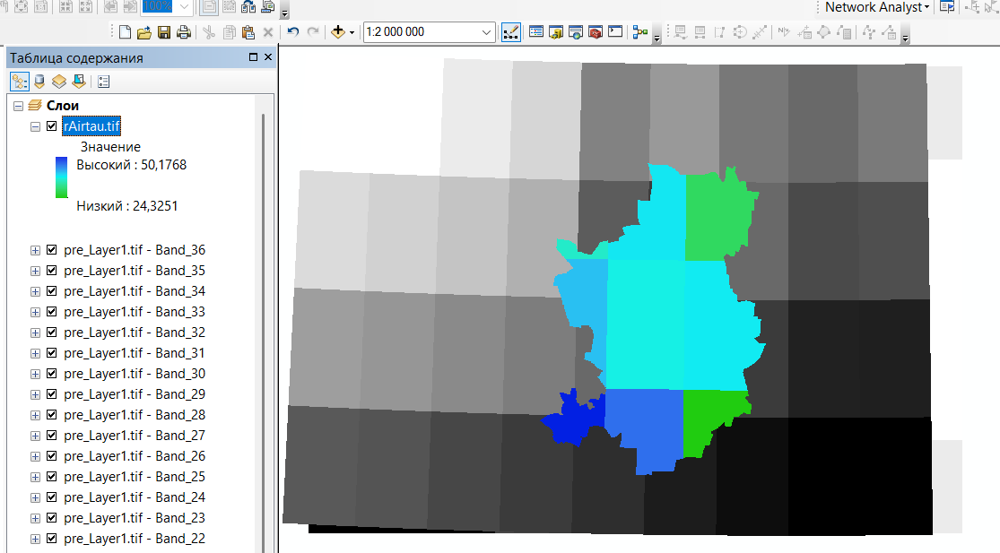 100%
Network Analyst
1:2 000 000
Таблица содержания
Слои
rAirtau.tif
Значение
Высокий : 50,1768
Низкий : 24,3251
pre_Layer1.tif - Band_36
pre_Layer1.tif - Band_35
pre_Layer1.tif - Band_34
pre_Layer1.tif - Band_33
pre_Layer1.tif - Band_32
pre_Layer1.tif - Band_31
pre_Layer1.tif - Band_30
pre_Layer1.tif - Band_29
pre_Layer1.tif - Band_28
pre_Layer1.tif - Band_27
pre_Layer1.tif - Band_26
pre_Layer1.tif - Band_25
pre_Layer1.tif - Band_24
pre_Layer1.tif - Band_23
pre_Layer1.tif - Band_22